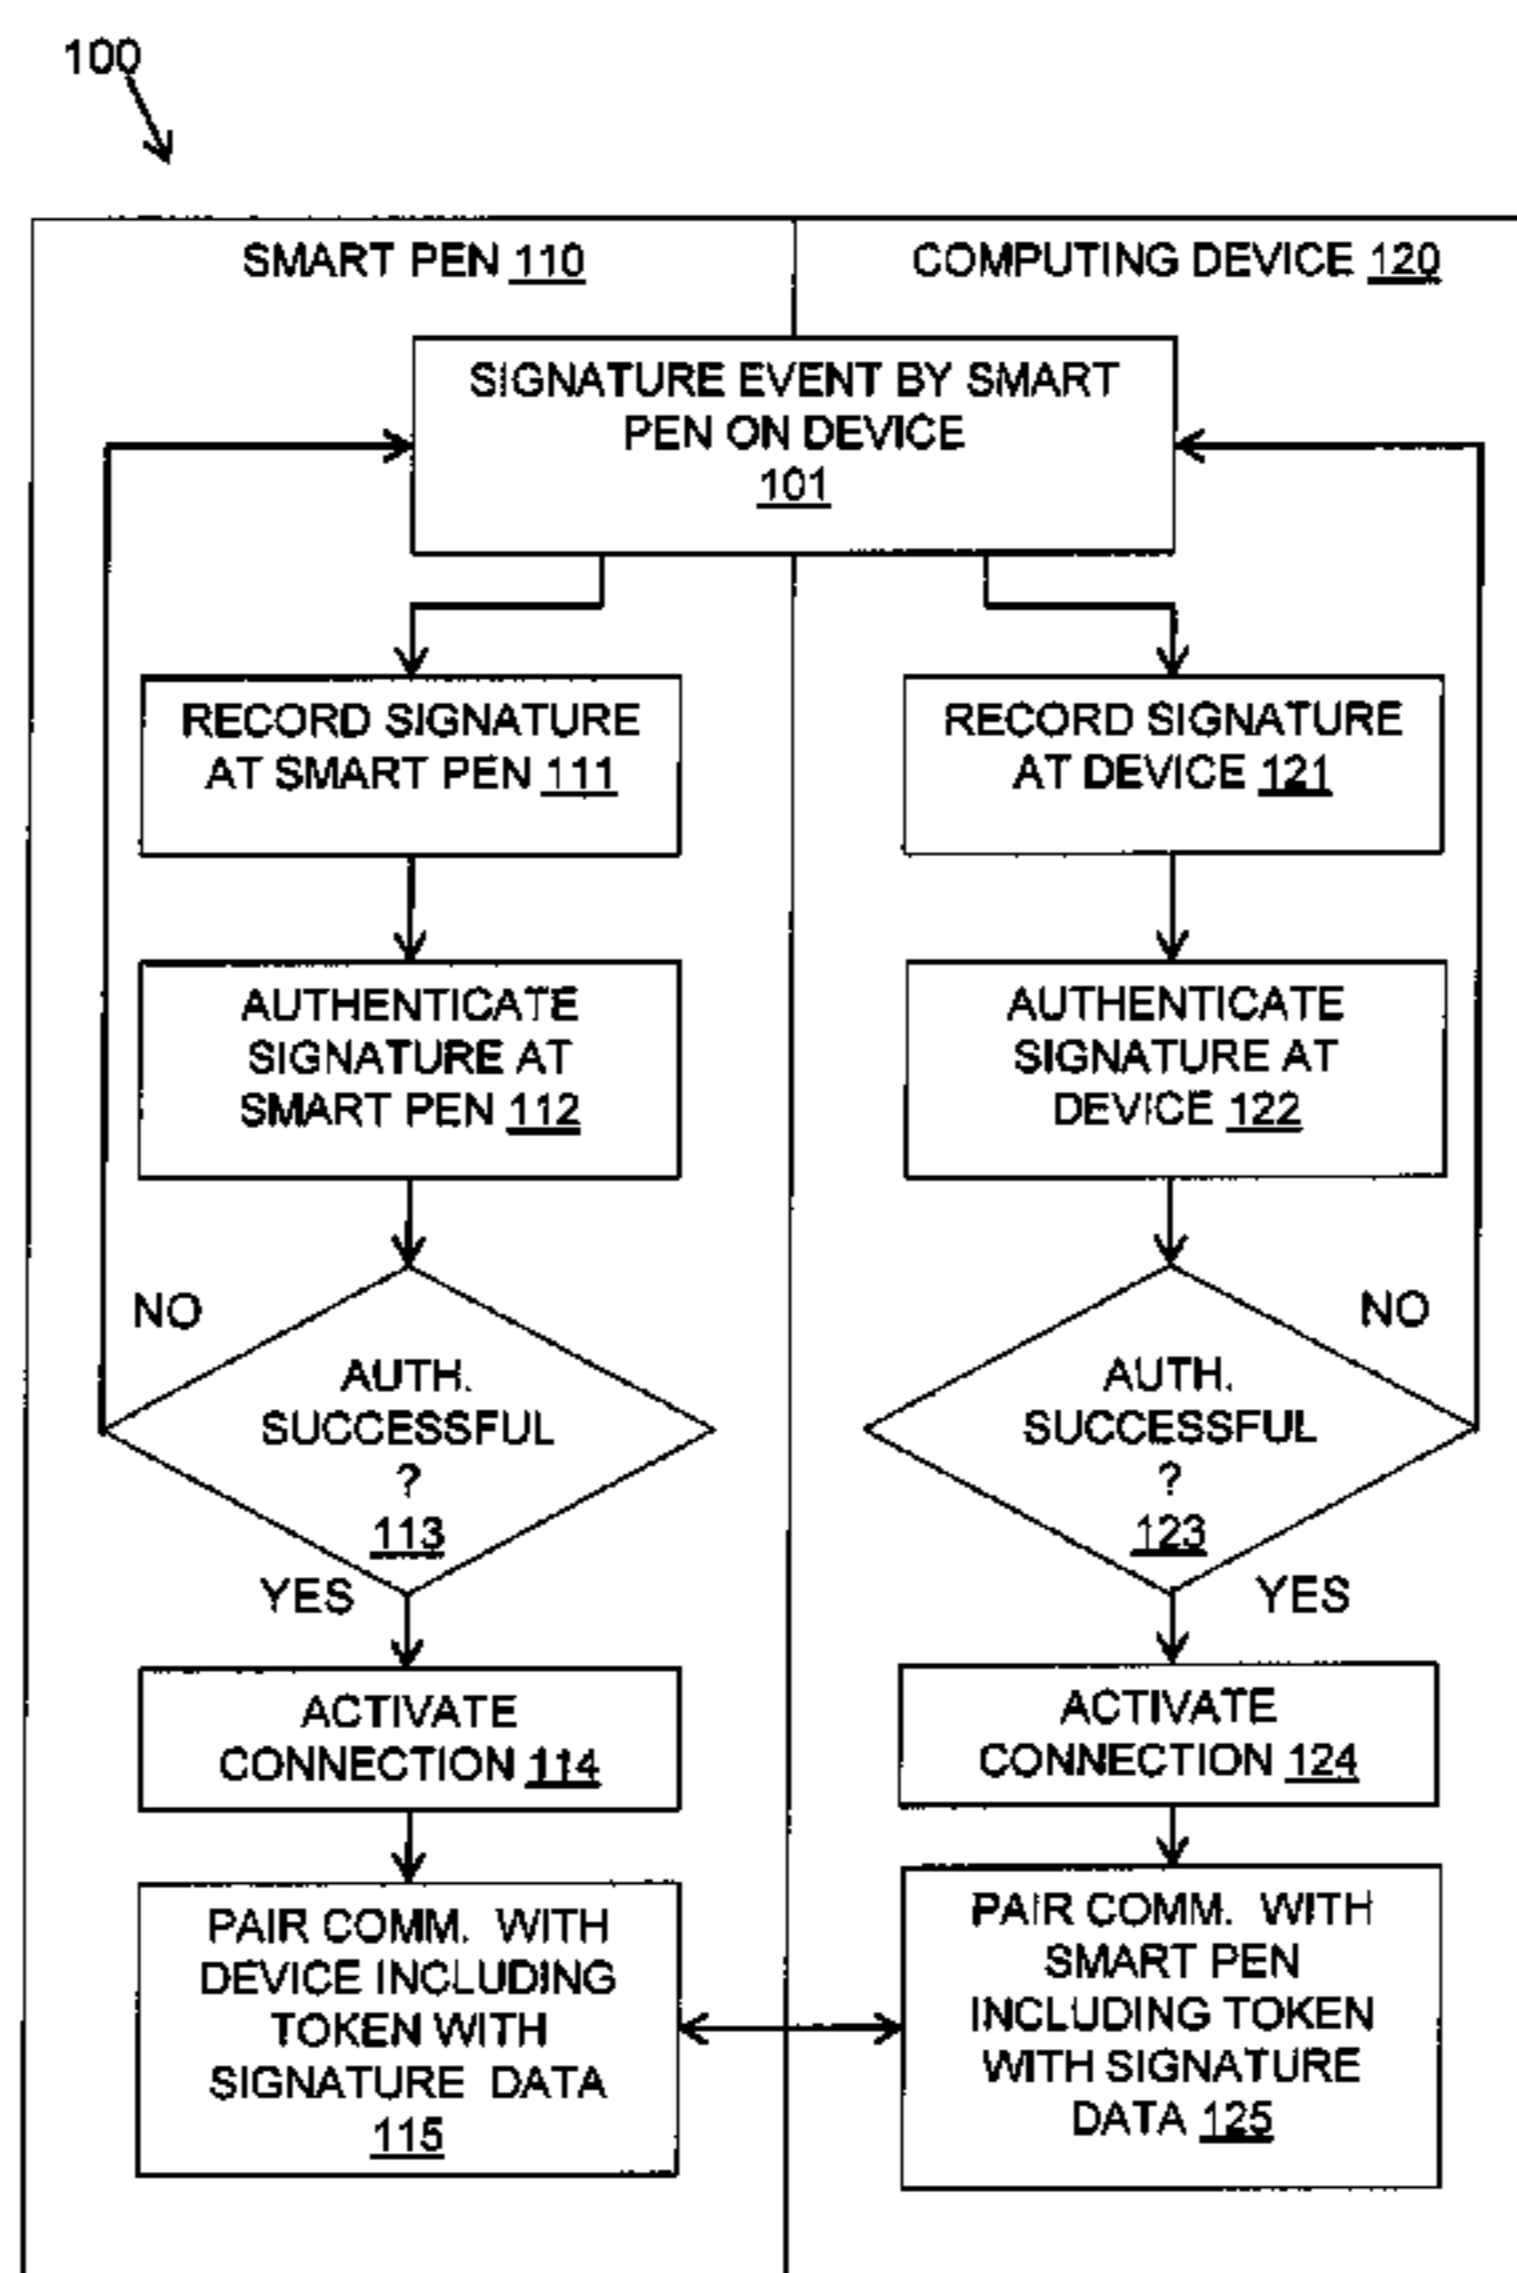 100
SMART PEN 110
COMPUTING DEVICE 120
SIGNATURE EVENT BY SMART
PEN ON DEVICE
101
RECORD SIGNATURE
AT SMART PEN 111
RECORD SIGNATURE
AT DEVICE 121
AUTHENTICATE
SIGNATURE AT
SMART PEN 112
AUTHENTICATE
SIGNATURE AT
DEVICE 122
NO
AUTH.
SUCCESSFUL
?
113
YES
NO
AUTH.
SUCCESSFUL
?
123
YES
ACTIVATE
CONNECTION 114
ACTIVATE
CONNECTION 124
PAIR COMM. WITH
DEVICE INCLUDING
TOKEN WITH
SIGNATURE DATA
115
PAIR COMM. WITH
SMART PEN
INCLUDING TOKEN
WITH SIGNATURE
DATA 125